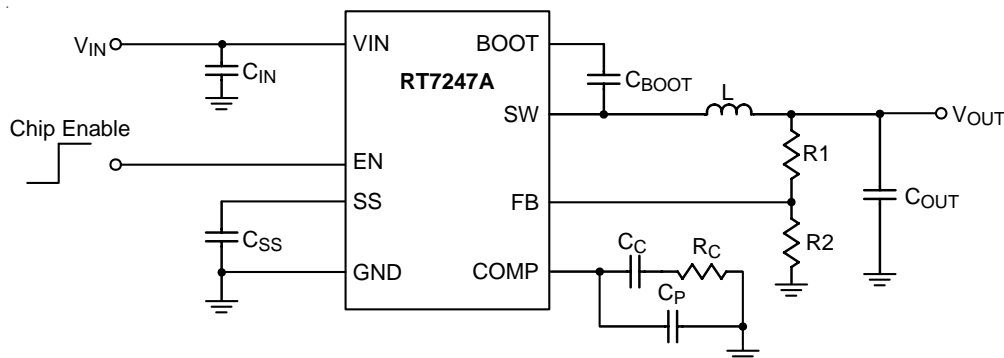 VIN
VIN
BOOT
CIN
RT7247A
CBOOT
L
SW
VOUT
Chip Enable
R1
EN
SS
FB
COUT
CSS
R2
CC
RC
GND
COMP
CP